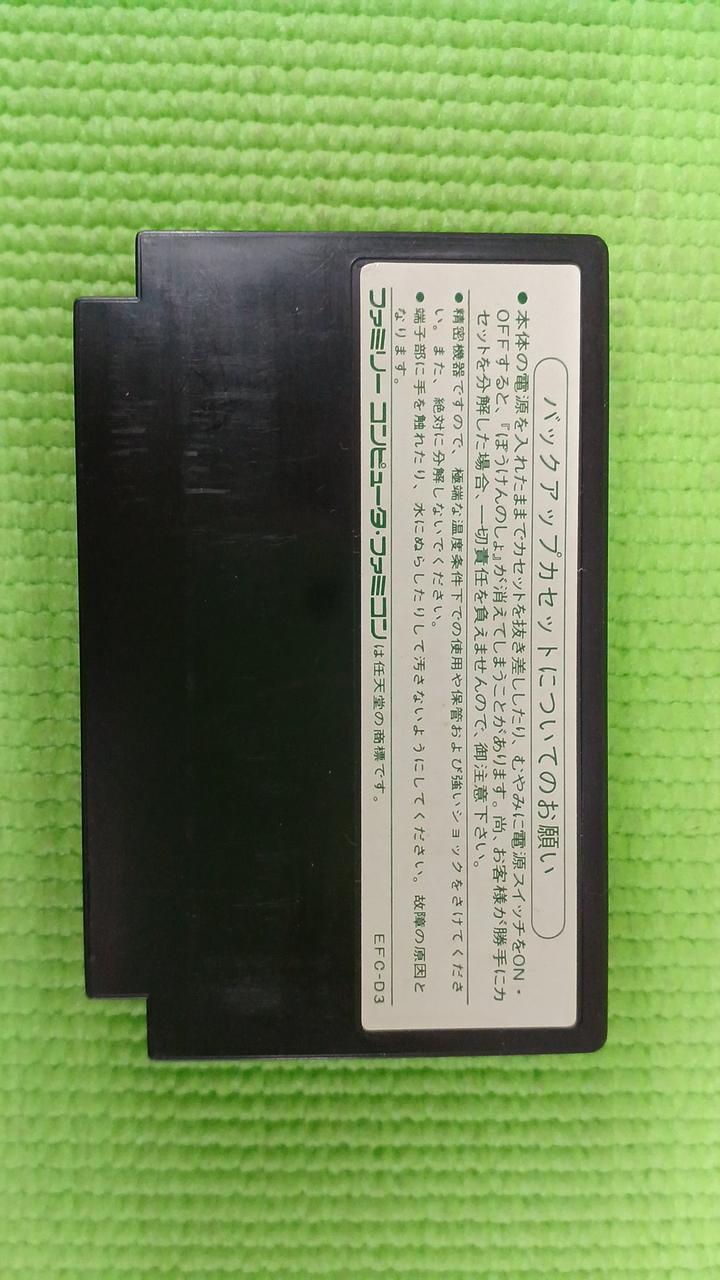 バックアップカセットについてのお願い
●本体の電源を入れたままでカセットを抜き差ししたり、むやみに電源スイッチをON・
OFFすると、『ぼうけんのしょ』が消えてしまうことがあります。尚、お客様が勝手にカ
セットを分解した場合、一切責任を負えませんので、御注意下さい。
●精密機器ですので、極端な温度条件下での使用や保管および強いショックをさけてくださ
い。また、絶対に分解しないでください。
●端子部に手を触れたり、水にぬらしたりして汚さないようにしてください。故障の原因と
なります。
ファミリー コンピュータ・ファミコンは任天堂の商標です。
EFC-D3